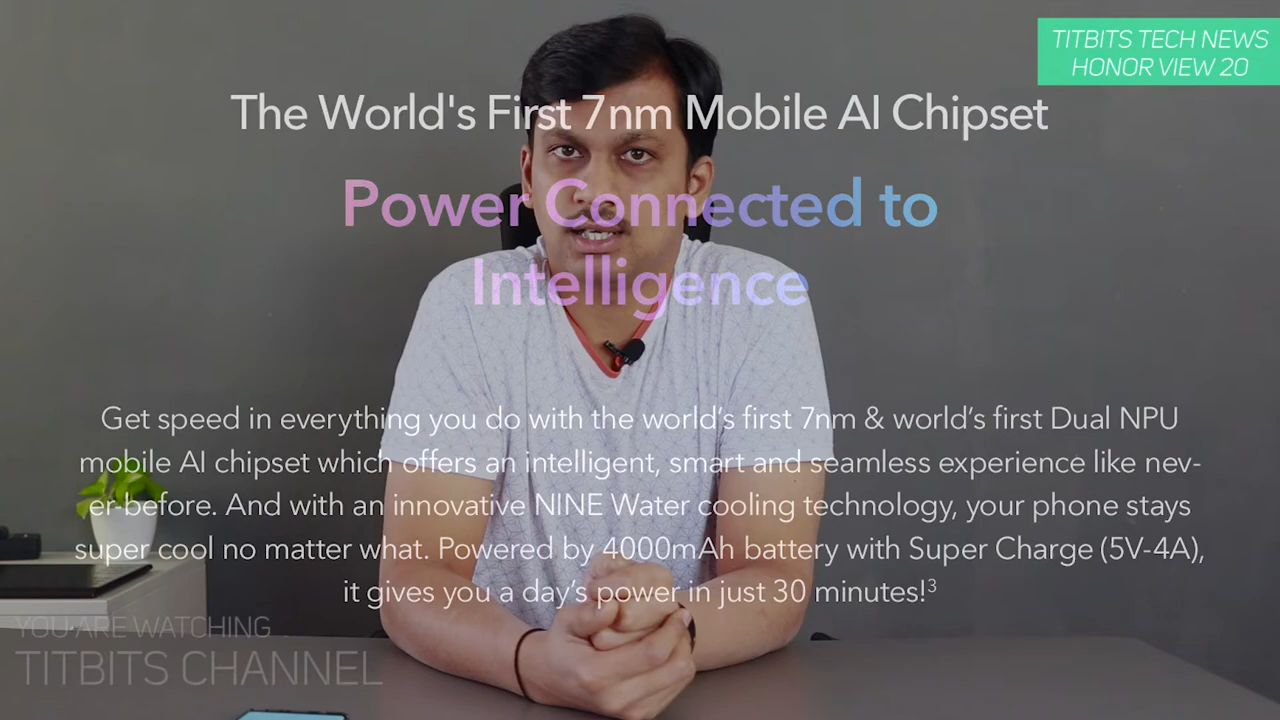 TITBITS TECH NEWS
HONOR VIEW 20
The World's First 7nm Mobile AI Chipset
Power Connected to
Intelligence
Get speed in everything you do with the world’s first 7nm & world’s first Dual NPU
mobile AI chipset which offers an intelligent, smart and seamless experience like nev-
er-before. And with an innovative NINE Water cooling technology, your phone stays
super cool no matter what. Powered by 4000mAh battery with Super Charge (5V-4A),
it gives you a day’s power in just 30 minutes!³
YOU ARE WATCHING
TITBITS CHANNEL